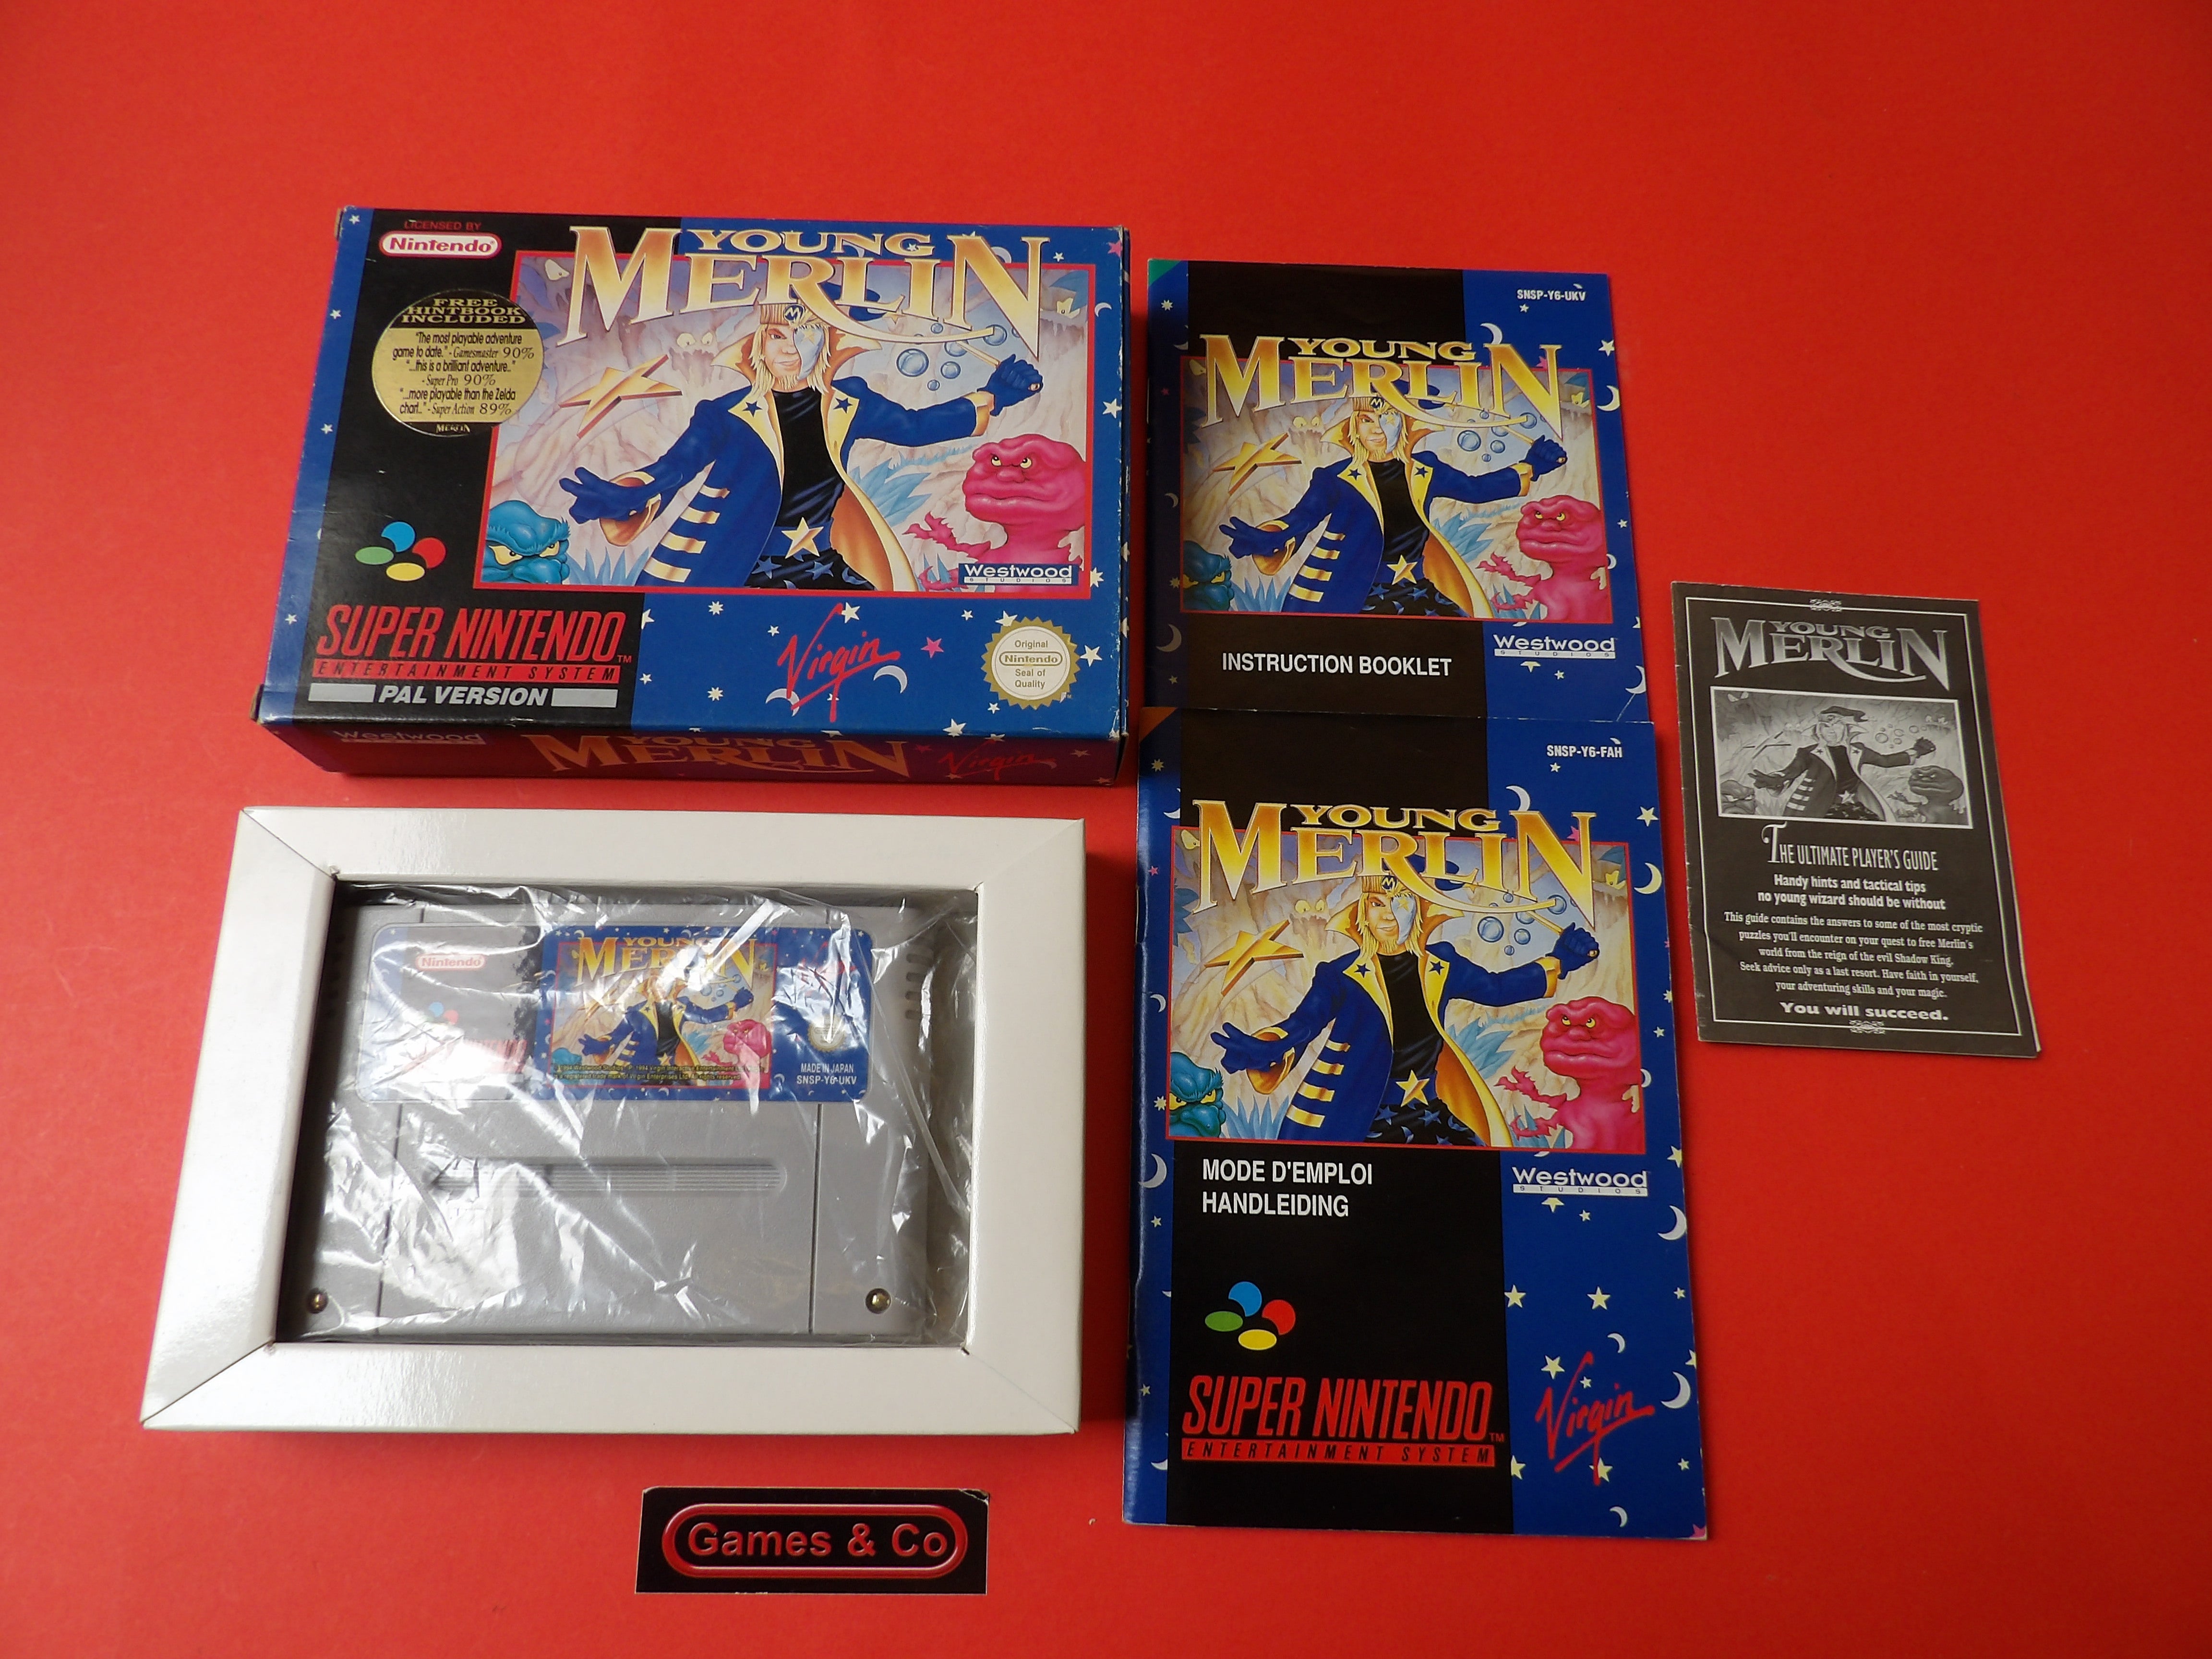 LICENSED BY
Nintendo
YOUNG
MERLIN
FREE
HINTBOOK
INCLUDED
"The most playable adventure
game to date." - Gamesmaster 90%
"...this is a brilliant adventure.."
- Super Pro 90%
"...more playable than the Zelda
chart.." - Super Action 89%
MERLIN
Westwood
STUDIOS
SUPER NINTENDO
ENTERTAINMENT SYSTEM
PAL VERSION
Virgin
Original
Nintendo
Seal of
Quality
Westwood
YOUNG
MERLIN
Virgin
SNSP-Y6-UKV
YOUNG
MERLIN
Westwood
STUDIOS
INSTRUCTION BOOKLET
SNSP-Y6-FAH
YOUNG
MERLIN
MODE D'EMPLOI
HANDLEIDING
Westwood
STUDIOS
SUPER NINTENDO
ENTERTAINMENT SYSTEM
Virgin
YOUNG
MERLIN
THE ULTIMATE PLAYER'S GUIDE
Handy hints and tactical tips
no young wizard should be without
This guide contains the answers to some of the most cryptic
puzzles you'll encounter on your quest to free Merlin's
world from the reign of the evil Shadow King.
Seek advice only as a last resort. Have faith in yourself,
your adventuring skills and your magic.
You will succeed.
Nintendo
YOUNG
MERLIN
MADE IN JAPAN
SNSP-Y6-UKV
Games & Co